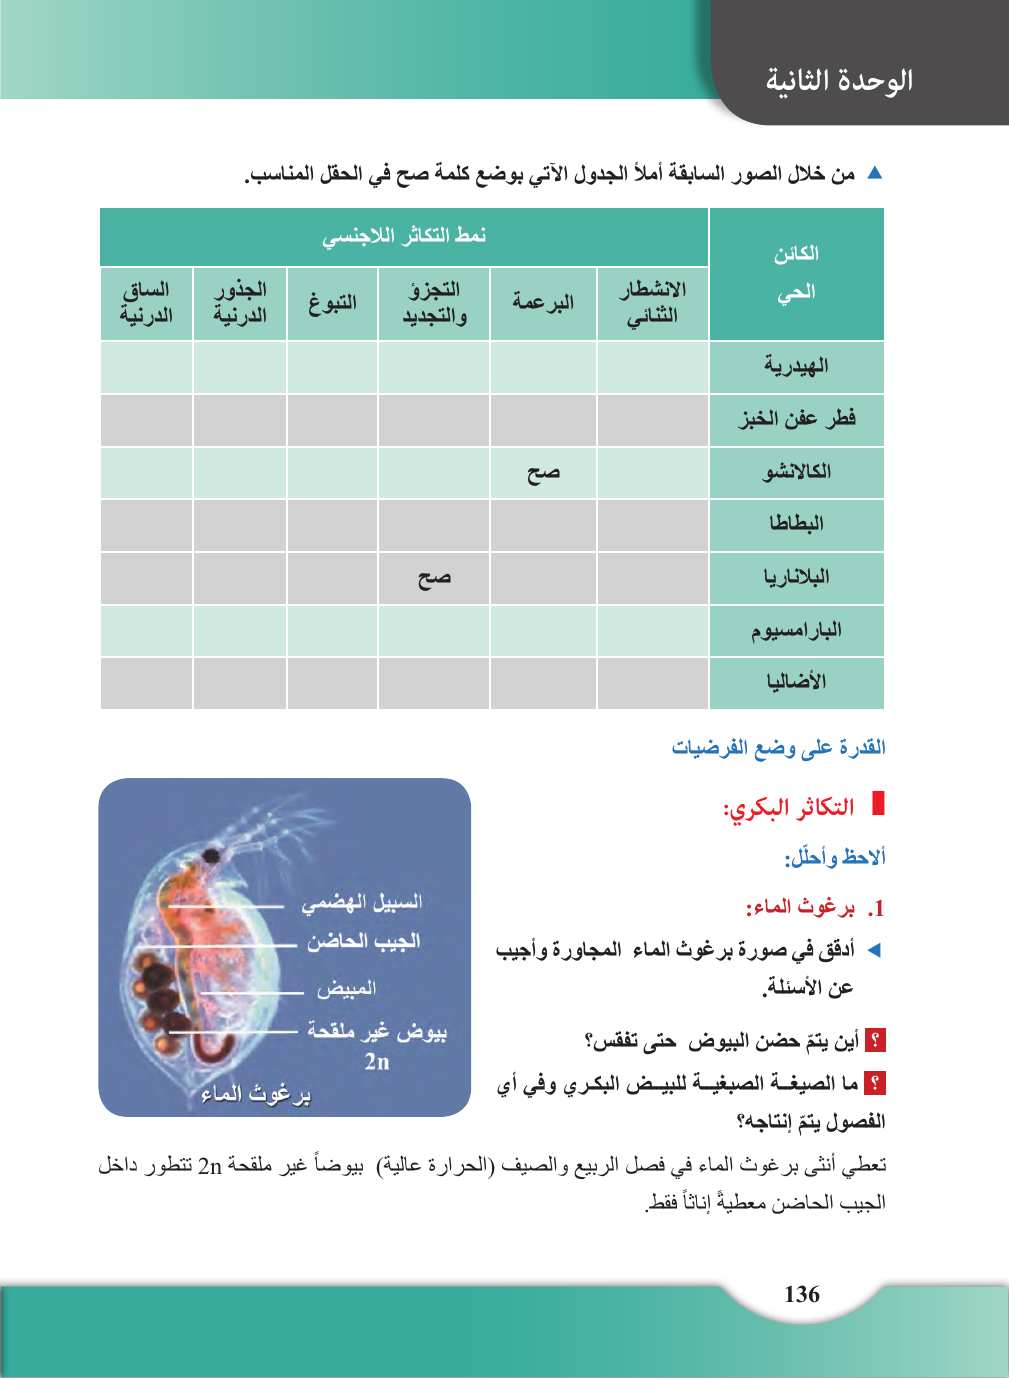 الوحدة الثانية
من خلال الصور السابقة أملأ الجدول الآتي بوضع كلمة صح في الحقل المناسب.
الكائن الحي
نمط التكاثر اللاجنسي
الانشطار الثنائي
البرعمة
التجزؤ والتجديد
التبوغ
الجذور الدرنية
الساق الدرنية
الهيدرية
فطر عفن الخبز
الكالانشو
صح
البطاطا
البلاناريا
صح
البارامسيوم
الأضاليا
القدرة على وضع الفرضيات
التكاثر البكري:
ألاحظ وأحلّل:
1. برغوث الماء:
أدقق في صورة برغوث الماء المجاورة وأجيب
عن الأسئلة.
؟ أين يتمّ حضن البيوض حتى تفقس؟
؟ ما الصيغة الصبغية للبيض البكري وفي أي
الفصول يتمّ إنتاجه؟
السبيل الهضمي
الجيب الحاضن
المبيض
بيوض غير ملقحة
2n
برغوث الماء
تعطي أنثى برغوث الماء في فصل الربيع والصيف (الحرارة عالية) بيوضاً غير ملقحة 2n تتطور داخل
الجيب الحاضن معطيةً إناثاً فقط.
136